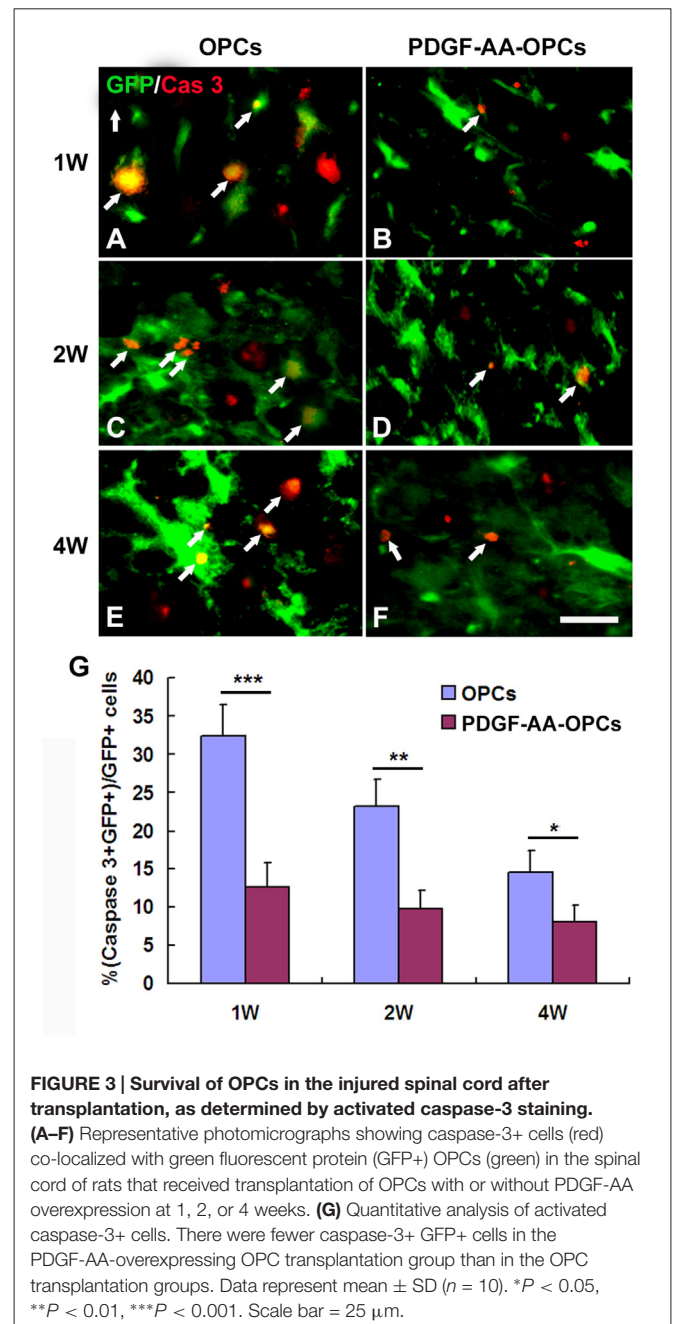 OPCs PDGF-AA-OPCs
GFP/Cas 3
1W
A B
2W
C D
4W
E F
G
40
35
30
25
20
15
10
5
0
%(Caspase 3+GFP+)/GFP+ cells
*** ** *
OPCs
PDGF-AA-OPCs
1W 2W 4W
FIGURE 3 | Survival of OPCs in the injured spinal cord after
transplantation, as determined by activated caspase-3 staining.
(A–F) Representative photomicrographs showing caspase-3+ cells (red)
co-localized with green fluorescent protein (GFP+) OPCs (green) in the spinal
cord of rats that received transplantation of OPCs with or without PDGF-AA
overexpression at 1, 2, or 4 weeks. (G) Quantitative analysis of activated
caspase-3+ cells. There were fewer caspase-3+ GFP+ cells in the
PDGF-AA-overexpressing OPC transplantation group than in the OPC
transplantation groups. Data represent mean ± SD (n = 10). *P < 0.05,
**P < 0.01, ***P < 0.001. Scale bar = 25 μm.